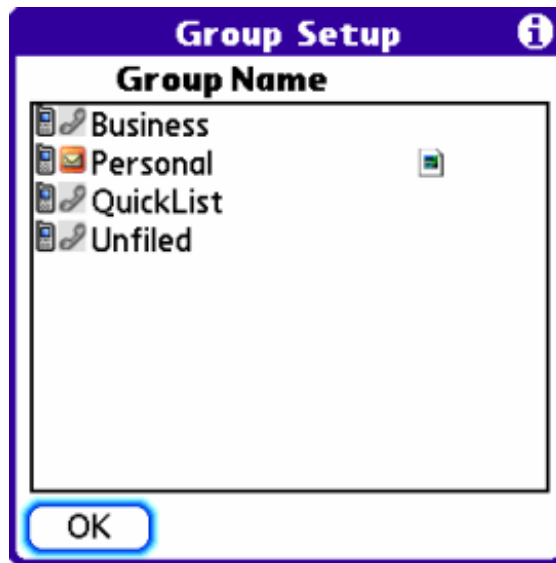 Group Setup
Group Name
Business
Personal
QuickList
Unfiled
OK